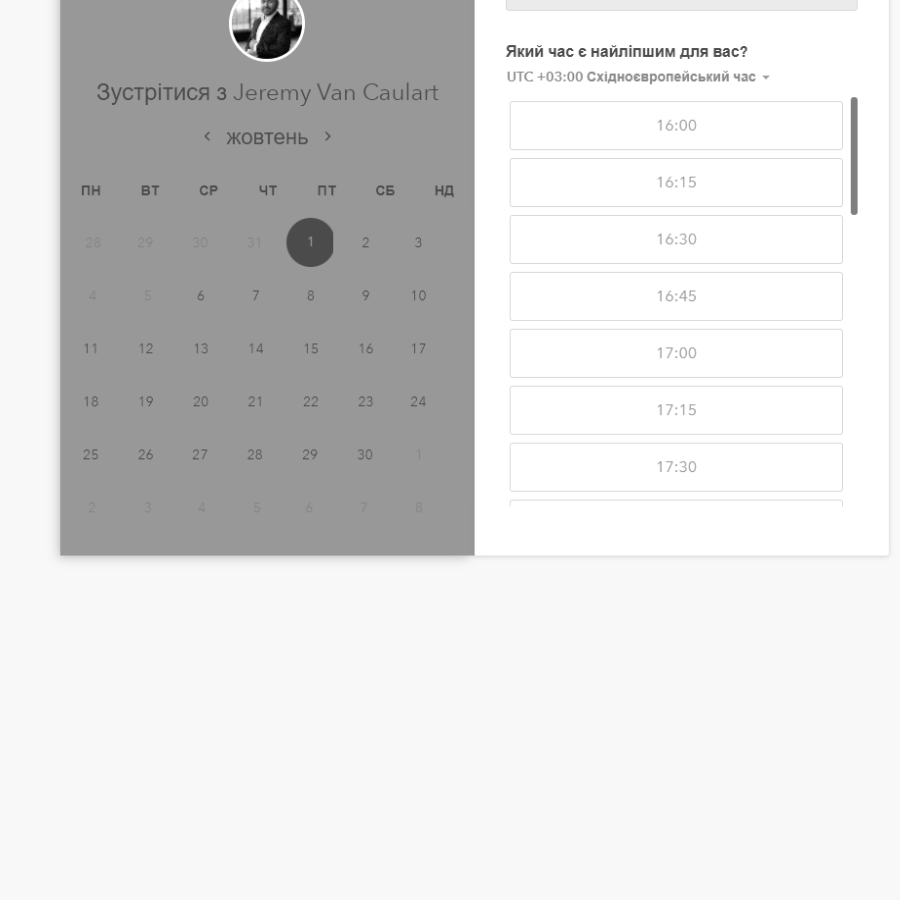 Зустрітися з Jeremy Van Caulart
жовтень
ПН ВТ СР ЧТ ПТ СБ НД
28 29 30 31 1 2 3
4 5 6 7 8 9 10
11 12 13 14 15 16 17
18 19 20 21 22 23 24
25 26 27 28 29 30 1
2 3 4 5 6 7 8
Який час є найліпшим для вас?
UTC +03:00 Східноєвропейський час
16:00
16:15
16:30
16:45
17:00
17:15
17:30